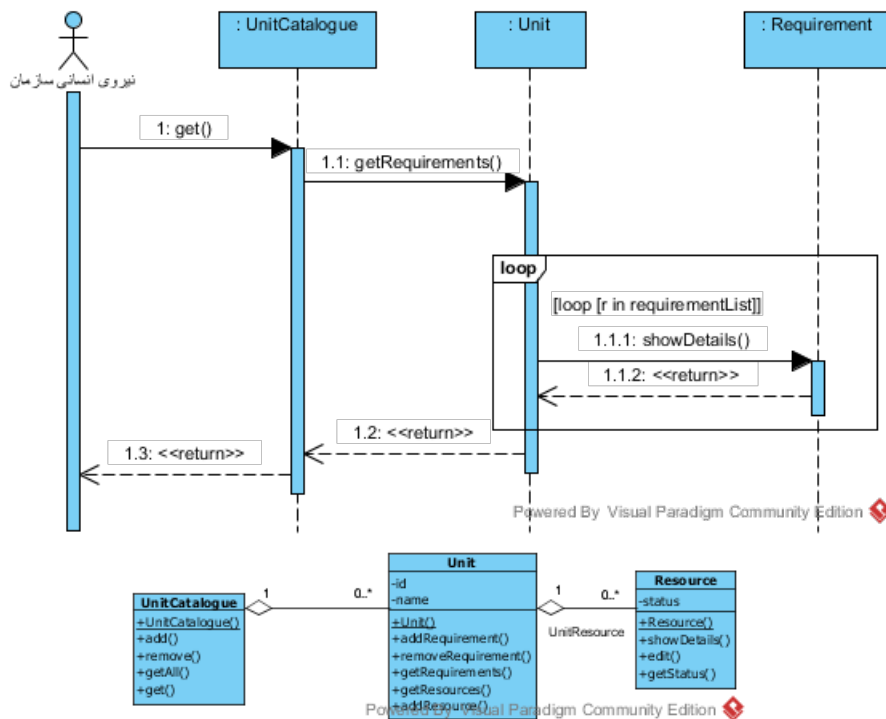 : UnitCatalogue
: Unit
: Requirement
نیروی انسانی سازمان
1: get()
1.1: getRequirements()
loop
[loop [r in requirementList]]
1.1.1: showDetails()
1.1.2: <<return>>
1.2: <<return>>
1.3: <<return>>
Powered By Visual Paradigm Community Edition
UnitCatalogue
+UnitCatalogue()
+add()
+remove()
+getAll()
+get()
1
0..*
Unit
-id
-name
+Unit()
+addRequirement()
+removeRequirement()
+getRequirements()
+getResources()
+addResource()
1
0..*
UnitResource
Resource
-status
+Resource()
+showDetails()
+edit()
+getStatus()
Powered By Visual Paradigm Community Edition